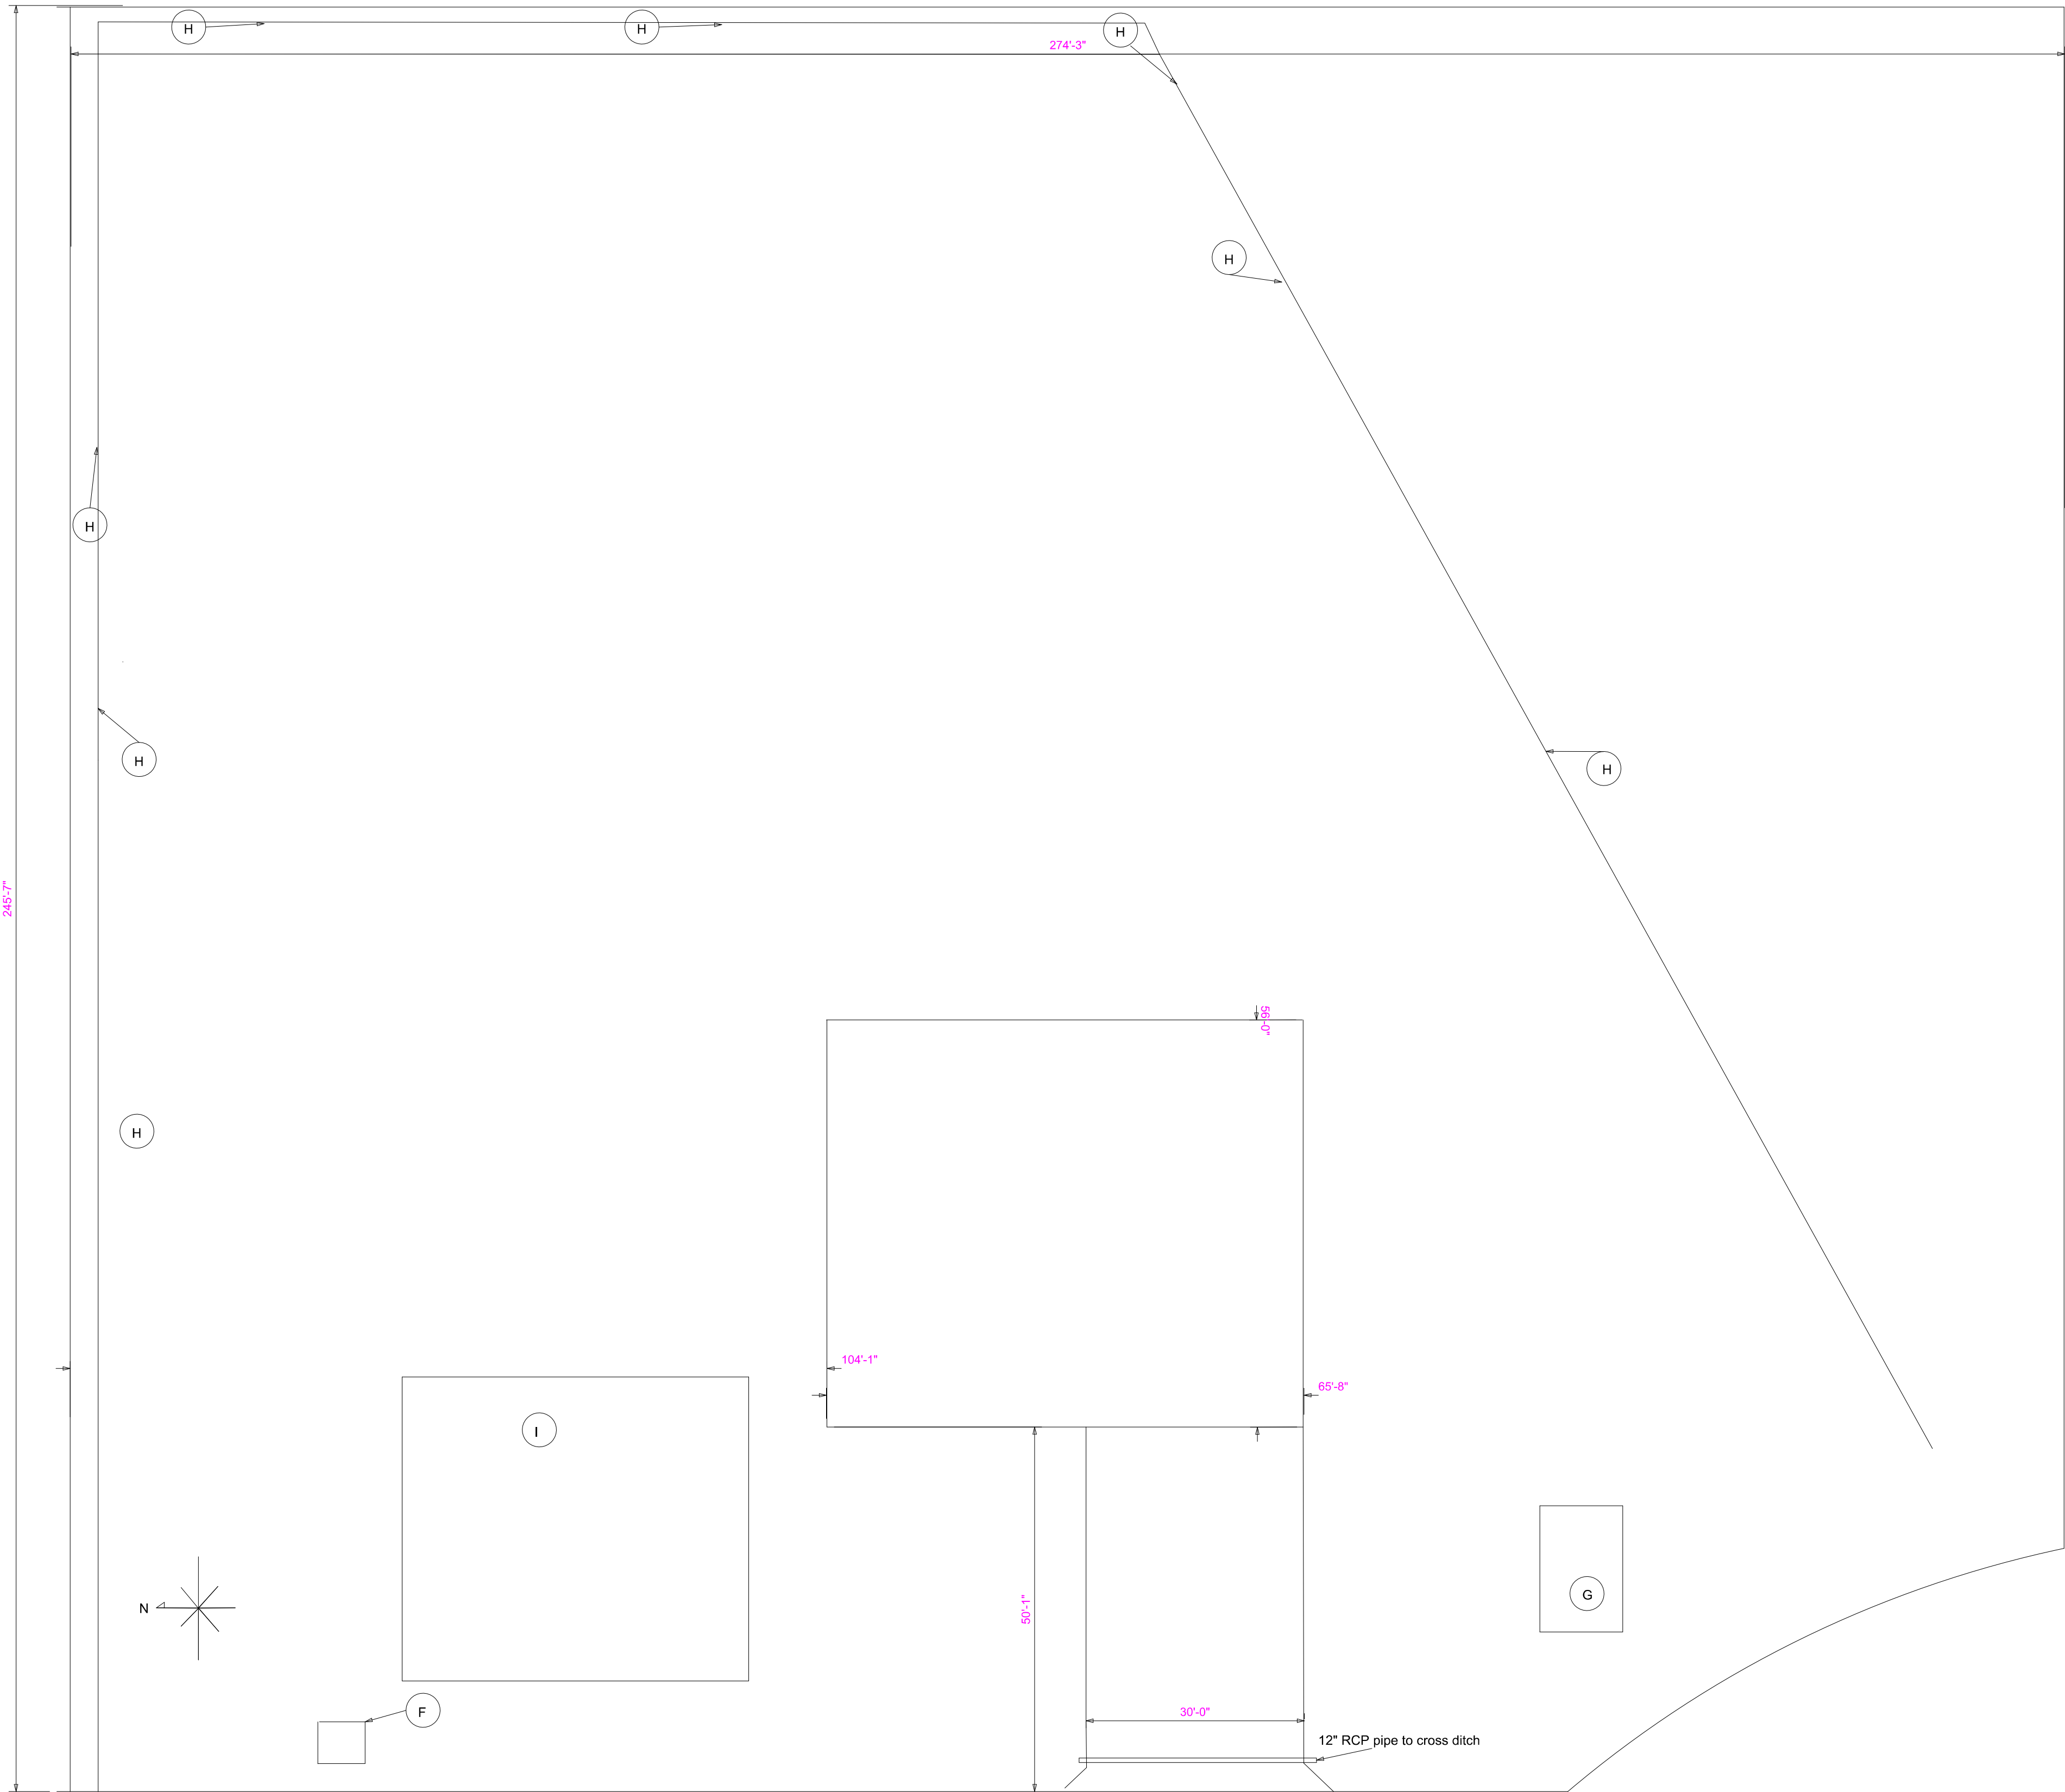 H
H
H
274'-3"
H
H
H
H
245'-7"
56'-0"
H
104'-1"
65'-8"
I
G
50'-1"
N
F
30'-0"
12" RCP pipe to cross ditch